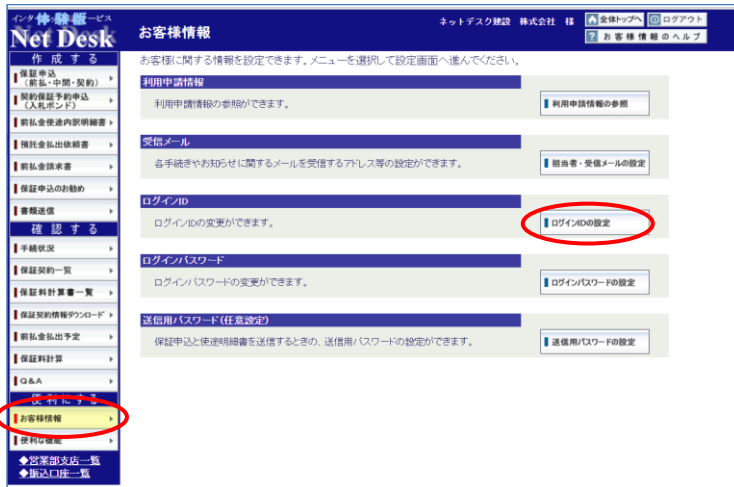 インタ保証版ービス
Net Desk
お客様情報
ネットデスク建設 株式会社 様
全体トップへ
ログアウト
? お客様情報のヘルプ
作成する
保証申込
(前払・中間・契約)
契約保証予約申込
(入札ボンド)
前払金使途内訳明細書
預託金払出依頼書
前払金請求書
保証申込のお勧め
書類送信
確認する
手続状況
保証契約一覧
保証料計算書一覧
保証契約情報ダウンロード
前払金払出予定
保証料計算
Q&A
便利にする
お客様情報
便利な機能
◆営業部支店一覧
◆振込口座一覧
お客様に関する情報を設定できます。メニューを選択して設定画面へ進んでください。
利用申請情報
利用申請情報の参照ができます。
利用申請情報の参照
受信メール
各手続きやお知らせに関するメールを受信するアドレス等の設定ができます。
担当者・受信メールの設定
ログインID
ログインIDの変更ができます。
ログインIDの設定
ログインパスワード
ログインパスワードの変更ができます。
ログインパスワードの設定
送信用パスワード(任意設定)
保証申込と使途明細書を送信するときの、送信用パスワードの設定ができます。
送信用パスワードの設定